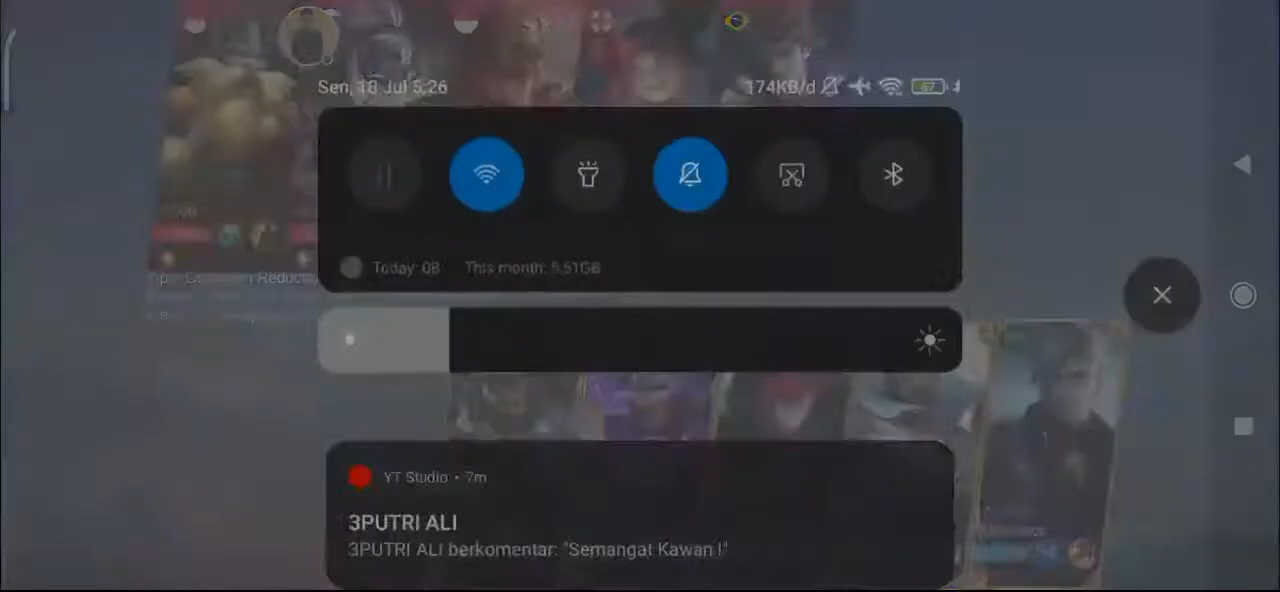 Sen, 18 Jul 5:26
174KB/d
67
Today: 08
This month: 5,51GB
YT Studio • 7m
3PUTRI ALI
3PUTRI ALI berkomentar: "Semangat Kawan !"